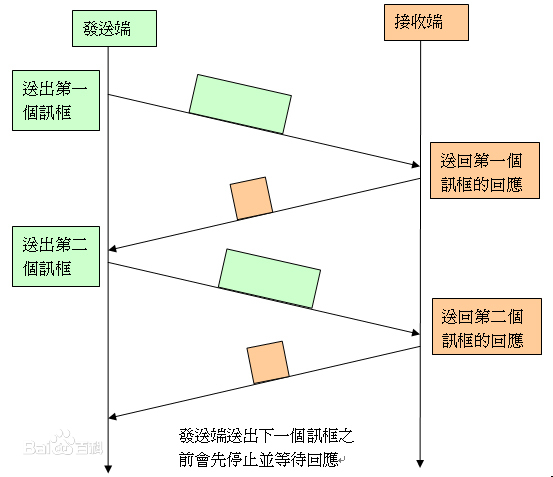 發送端
接收端
送出第一
個訊框
送回第一個
訊框的回應
送出第二
個訊框
送回第二個
訊框的回應
發送端送出下一個訊框之
前會先停止並等待回應
Baidu百科